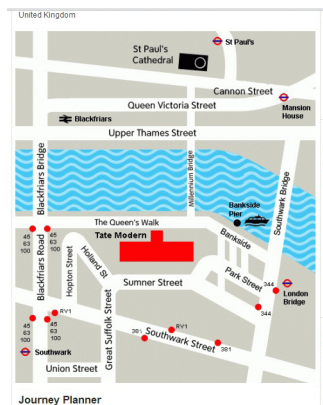 United Kingdom
St Paul's
St Paul's
Cathedral
Cannon Street
Mansion
House
Queen Victoria Street
Blackfriars
Upper Thames Street
Blackfriars Bridge
Millennium Bridge
Southwark Bridge
Bankside
Pier
The Queen's Walk
Bankside
45
63
100
45
63
100
Tate Modern
Blackfriars Road
Hopton Street
Holland St
Sumner Street
Park Street
344
London
Bridge
344
RV1
45
63
100
45
63
100
Great Suffolk Street
381
RV1
Southwark Street
381
Southwark
Union Street
Journey Planner